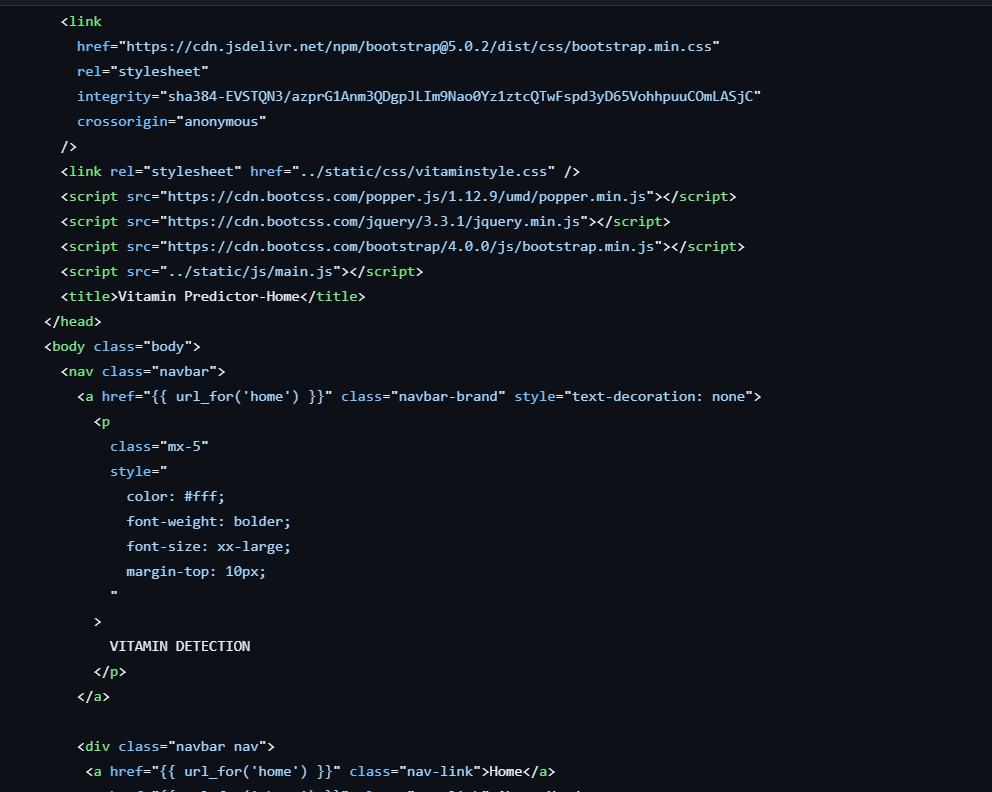 <link
href="https://cdn.jsdelivr.net/npm/bootstrap@5.0.2/dist/css/bootstrap.min.css"
rel="stylesheet"
integrity="sha384-EVSTQN3/azprG1Anm3QDgpJLIm9Nao0Yz1ztcQTwFspd3yD65VohhpuuCOmLASjC"
crossorigin="anonymous"
/>
<link rel="stylesheet" href="../static/css/vitaminstyle.css" />
<script src="https://cdn.bootcss.com/popper.js/1.12.9/umd/popper.min.js"></script>
<script src="https://cdn.bootcss.com/jquery/3.3.1/jquery.min.js"></script>
<script src="https://cdn.bootcss.com/bootstrap/4.0.0/js/bootstrap.min.js"></script>
<script src="../static/js/main.js"></script>
<title>Vitamin Predictor-Home</title>
</head>
<body class="body">
<nav class="navbar">
<a href="{{ url_for('home') }}" class="navbar-brand" style="text-decoration: none">
<p
class="mx-5"
style="
color: #fff;
font-weight: bolder;
font-size: xx-large;
margin-top: 10px;
"
>
VITAMIN DETECTION
</p>
</a>
<div class="navbar nav">
<a href="{{ url_for('home') }}" class="nav-link">Home</a>